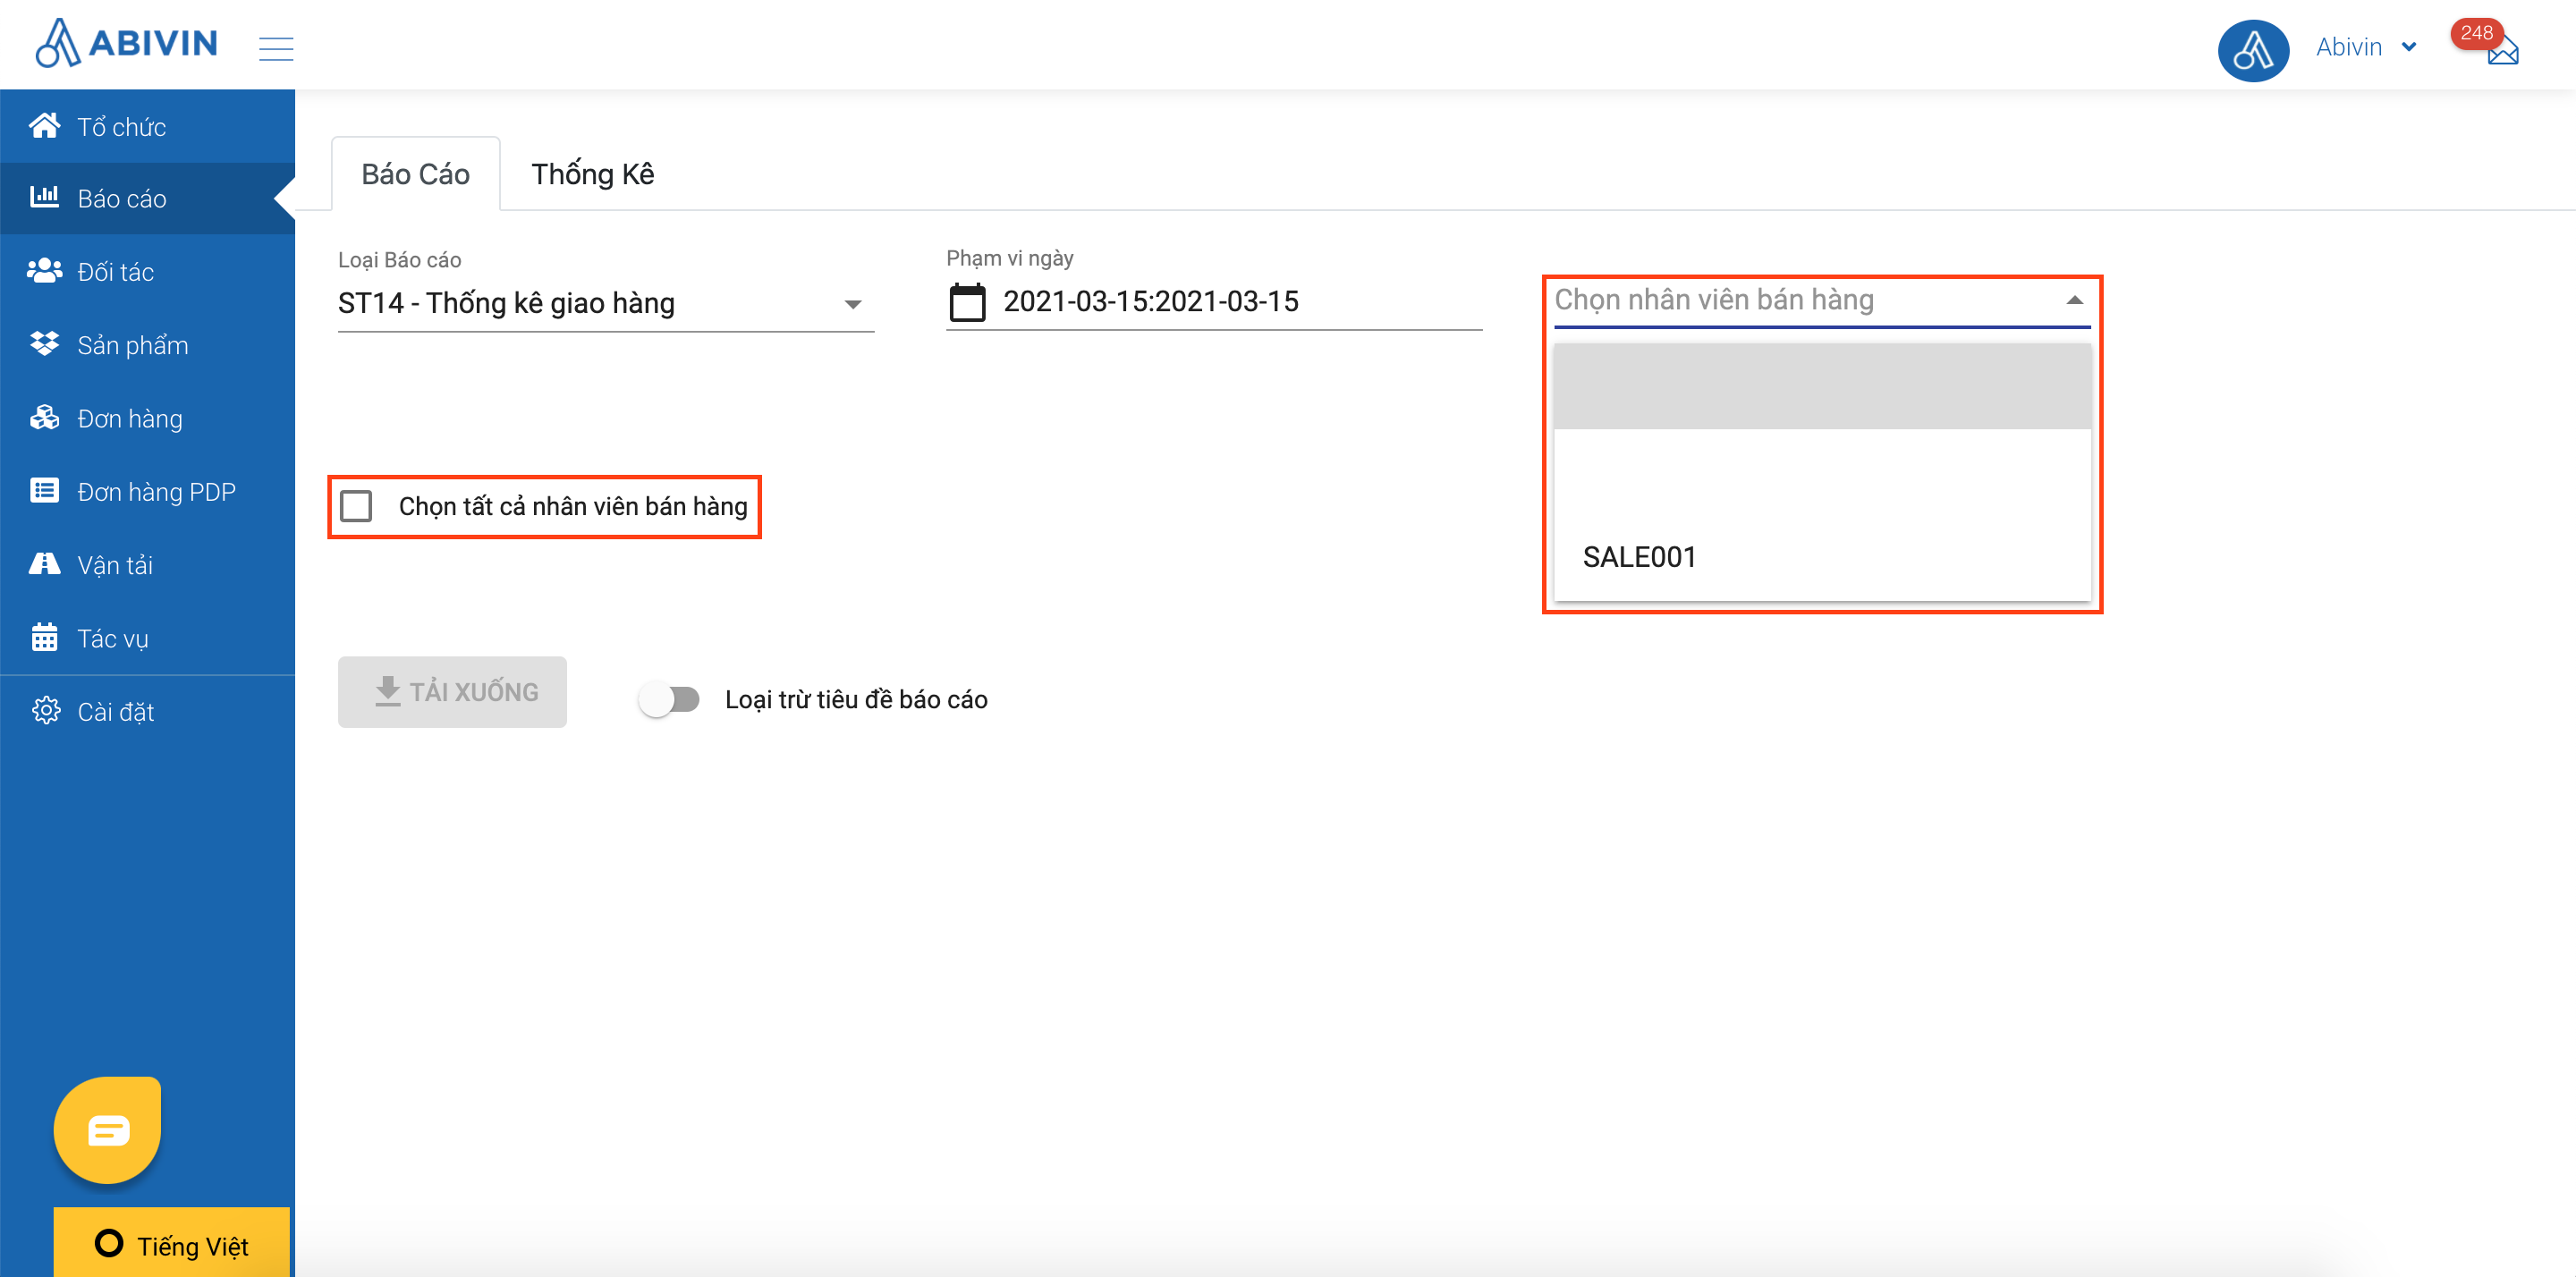 ABIVIN
Abivin
248
Tổ chức
Báo cáo
Đối tác
Sản phẩm
Đơn hàng
Đơn hàng PDP
Vận tải
Tác vụ
Cài đặt
Tiếng Việt
Báo Cáo
Thống Kê
Loại Báo cáo
ST14 - Thống kê giao hàng
Phạm vi ngày
2021-03-15:2021-03-15
Chọn nhân viên bán hàng
SALE001
Chọn tất cả nhân viên bán hàng
TẢI XUỐNG
Loại trừ tiêu đề báo cáo